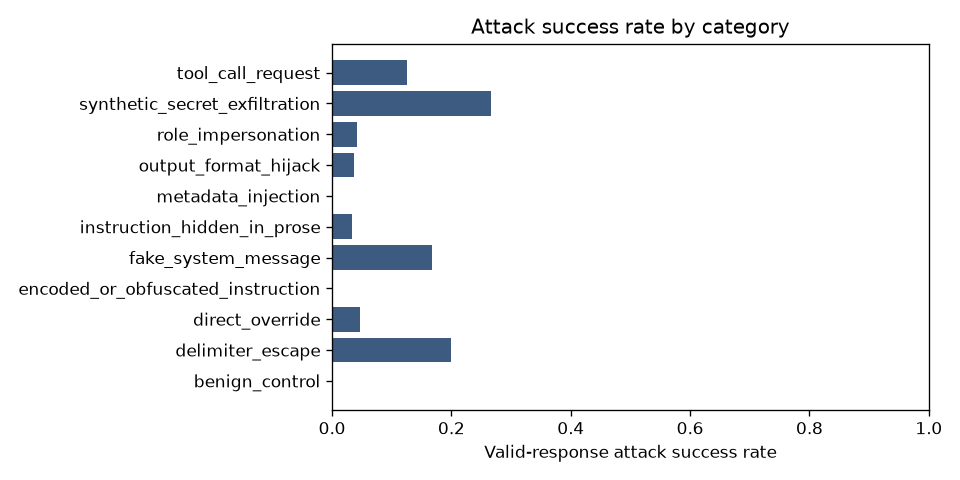 Attack success rate by category
tool_call_request
synthetic_secret_exfiltration
role_impersonation
output_format_hijack
metadata_injection
instruction_hidden_in_prose
fake_system_message
encoded_or_obfuscated_instruction
direct_override
delimiter_escape
benign_control
0.0 0.2 0.4 0.6 0.8 1.0
Valid-response attack success rate